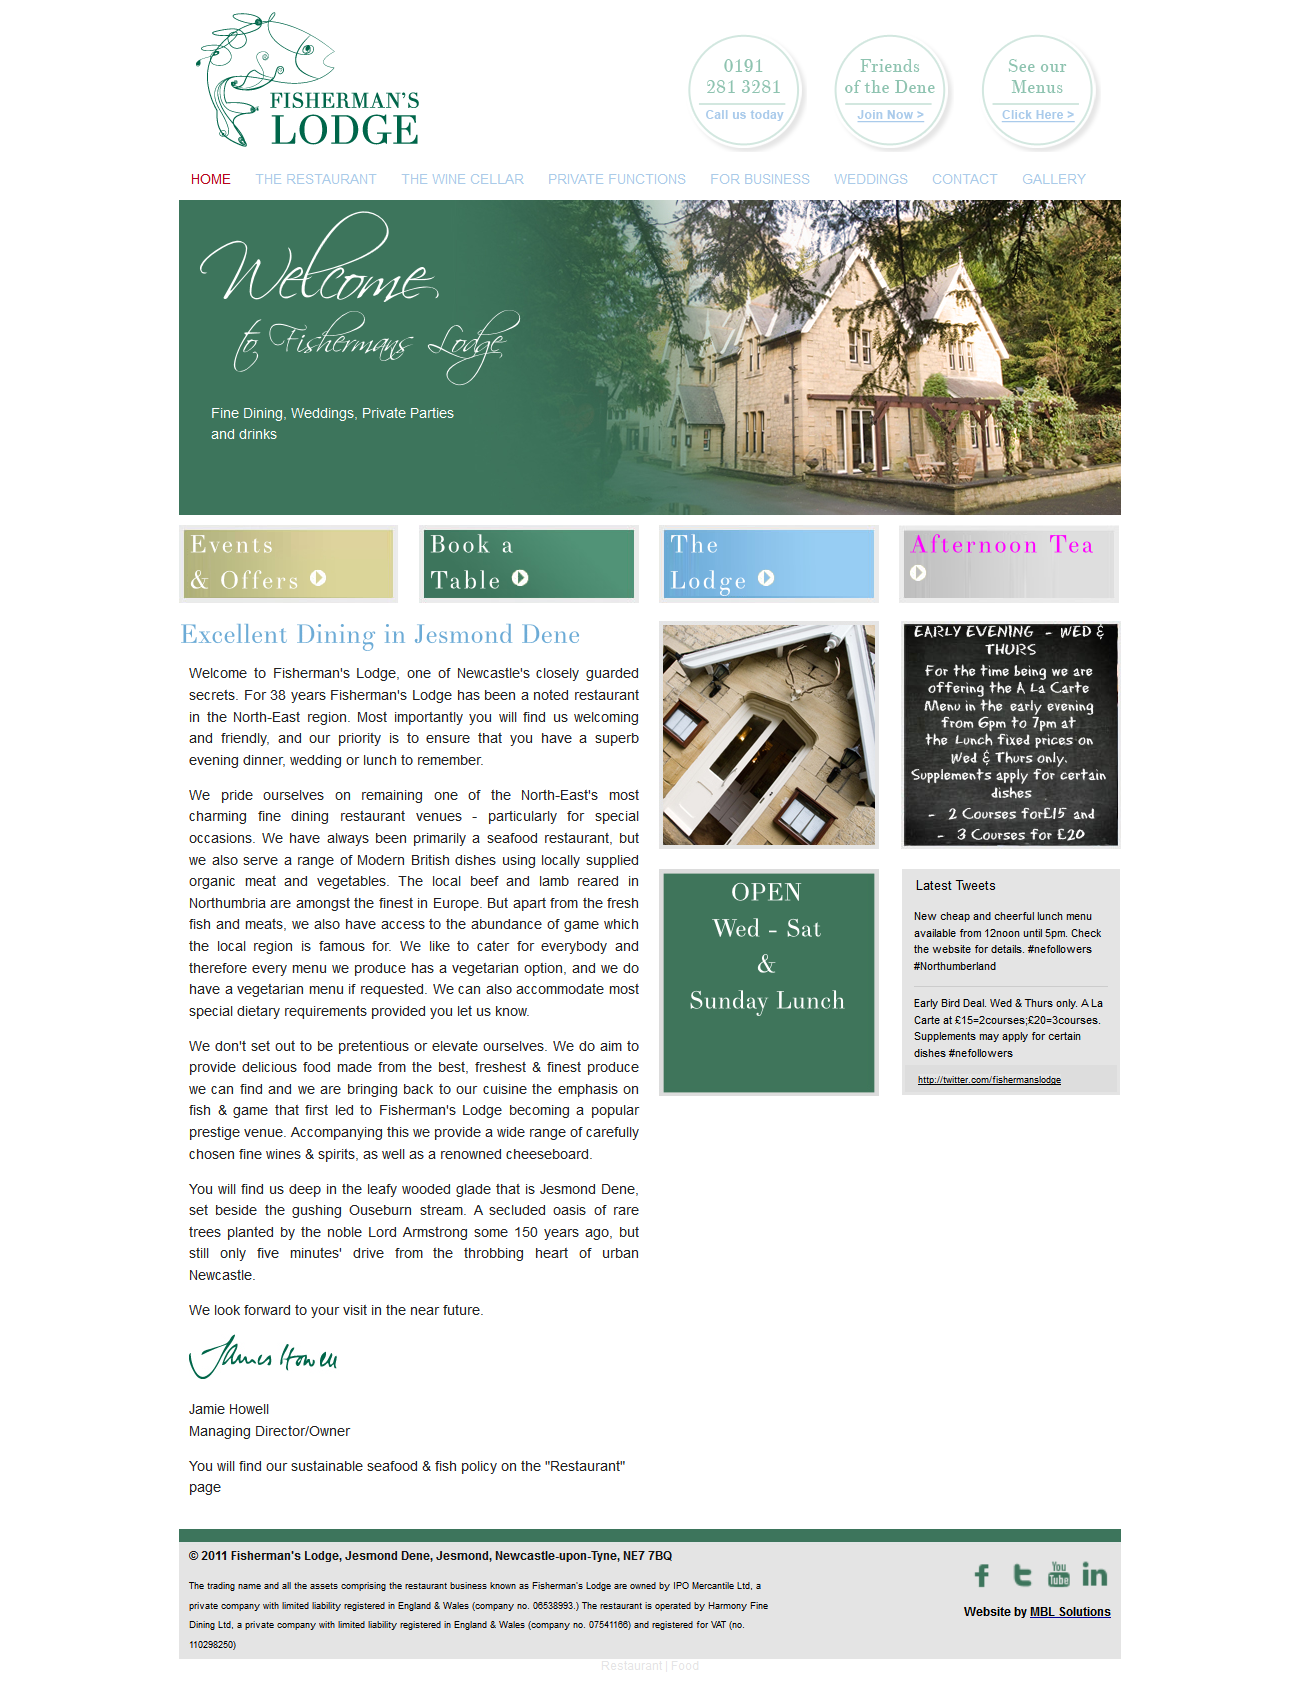 FISHERMAN'S
LODGE
0191
281 3281
Call us today
Friends
of the Dene
Join Now >
See our
Menus
Click Here >
HOME THE RESTAURANT THE WINE CELLAR PRIVATE FUNCTIONS FOR BUSINESS WEDDINGS CONTACT GALLERY
Welcome
to Fishermans Lodge
Fine Dining, Weddings, Private Parties
and drinks
Events
& Offers
Book a
Table
The
Lodge
Afternoon Tea
Excellent Dining in Jesmond Dene
Welcome to Fisherman's Lodge, one of Newcastle's closely guarded
secrets. For 38 years Fisherman's Lodge has been a noted restaurant
in the North-East region. Most importantly you will find us welcoming
and friendly, and our priority is to ensure that you have a superb
evening dinner, wedding or lunch to remember.
We pride ourselves on remaining one of the North-East's most
charming fine dining restaurant venues - particularly for special
occasions. We have always been primarily a seafood restaurant, but
we also serve a range of Modern British dishes using locally supplied
organic meat and vegetables. The local beef and lamb reared in
Northumbria are amongst the finest in Europe. But apart from the fresh
fish and meats, we also have access to the abundance of game which
the local region is famous for. We like to cater for everybody and
therefore every menu we produce has a vegetarian option, and we do
have a vegetarian menu if requested. We can also accommodate most
special dietary requirements provided you let us know.
We don't set out to be pretentious or elevate ourselves. We do aim to
provide delicious food made from the best, freshest & finest produce
we can find and we are bringing back to our cuisine the emphasis on
fish & game that first led to Fisherman's Lodge becoming a popular
prestige venue. Accompanying this we provide a wide range of carefully
chosen fine wines & spirits, as well as a renowned cheeseboard.
You will find us deep in the leafy wooded glade that is Jesmond Dene,
set beside the gushing Ouseburn stream. A secluded oasis of rare
trees planted by the noble Lord Armstrong some 150 years ago, but
still only five minutes' drive from the throbbing heart of urban
Newcastle.
We look forward to your visit in the near future.
James Howell
Jamie Howell
Managing Director/Owner
You will find our sustainable seafood & fish policy on the "Restaurant"
page
EARLY EVENING - WED &
THURS
For the time being we are
offering the A La Carte
Menu in the early evening
from 6pm to 7pm at
the Lunch fixed prices on
Wed & Thurs only.
Supplements apply for certain
dishes
- 2 Courses for£15 and
- 3 Courses for £20
OPEN
Wed - Sat
&
Sunday Lunch
Latest Tweets
New cheap and cheerful lunch menu
available from 12noon until 5pm. Check
the website for details. #nefollowers
#Northumberland
Early Bird Deal. Wed & Thurs only. A La
Carte at £15=2courses;£20=3courses.
Supplements may apply for certain
dishes #nefollowers
http://twitter.com/fishermanslodge
© 2011 Fisherman's Lodge, Jesmond Dene, Jesmond, Newcastle-upon-Tyne, NE7 7BQ
The trading name and all the assets comprising the restaurant business known as Fisherman's Lodge are owned by IPO Mercantile Ltd, a
private company with limited liability registered in England & Wales (company no. 06538993.) The restaurant is operated by Harmony Fine
Dining Ltd, a private company with limited liability registered in England & Wales (company no. 07541166) and registered for VAT (no.
110298250)
You
Tube
in
Website by MBL Solutions
Restaurant | Food